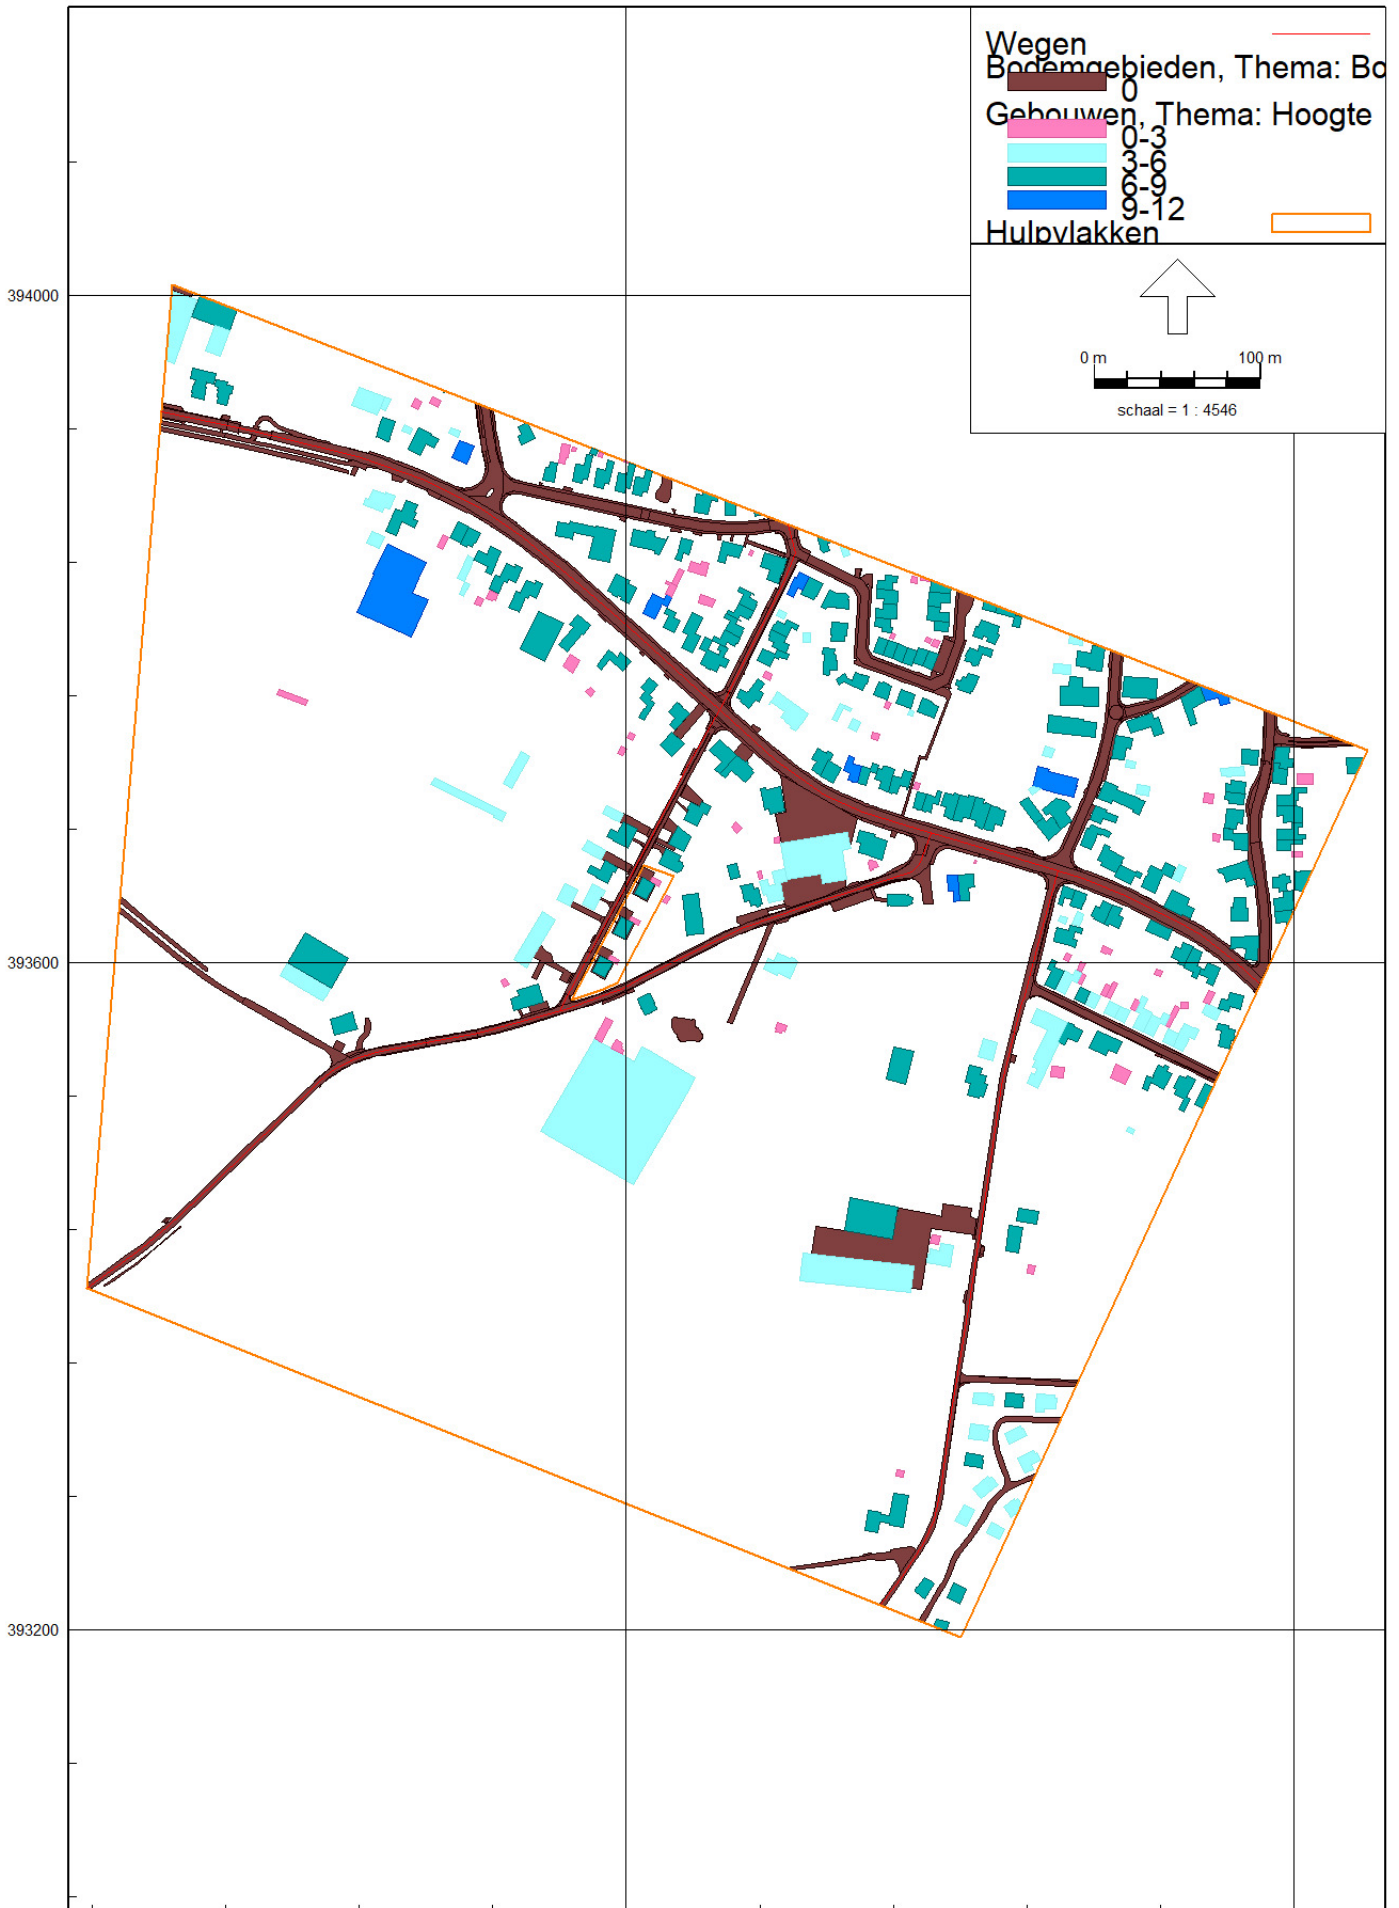 Wegen
Bodemgebieden, Thema: Bo
0
Gebouwen, Thema: Hoogte
0-3
3-6
6-9
9-12
Hulpvlakken
394000
0 m 100 m
schaal = 1 : 4546
393600
393200